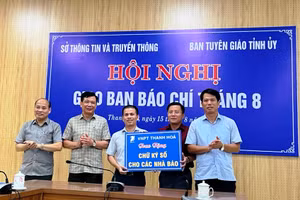 SỞ THÔNG TIN VÀ TRUYỀN THÔNG
BAN TUYÊN GIÁO TỈNH ỦY
HỘI NGHỊ
GIAO BAN BÁO CHÍ THÁNG 8
VNPT THANH HOÁ
Trao tặng
CHỮ KÝ SỐ
CHO CÁC NHÀ BÁO